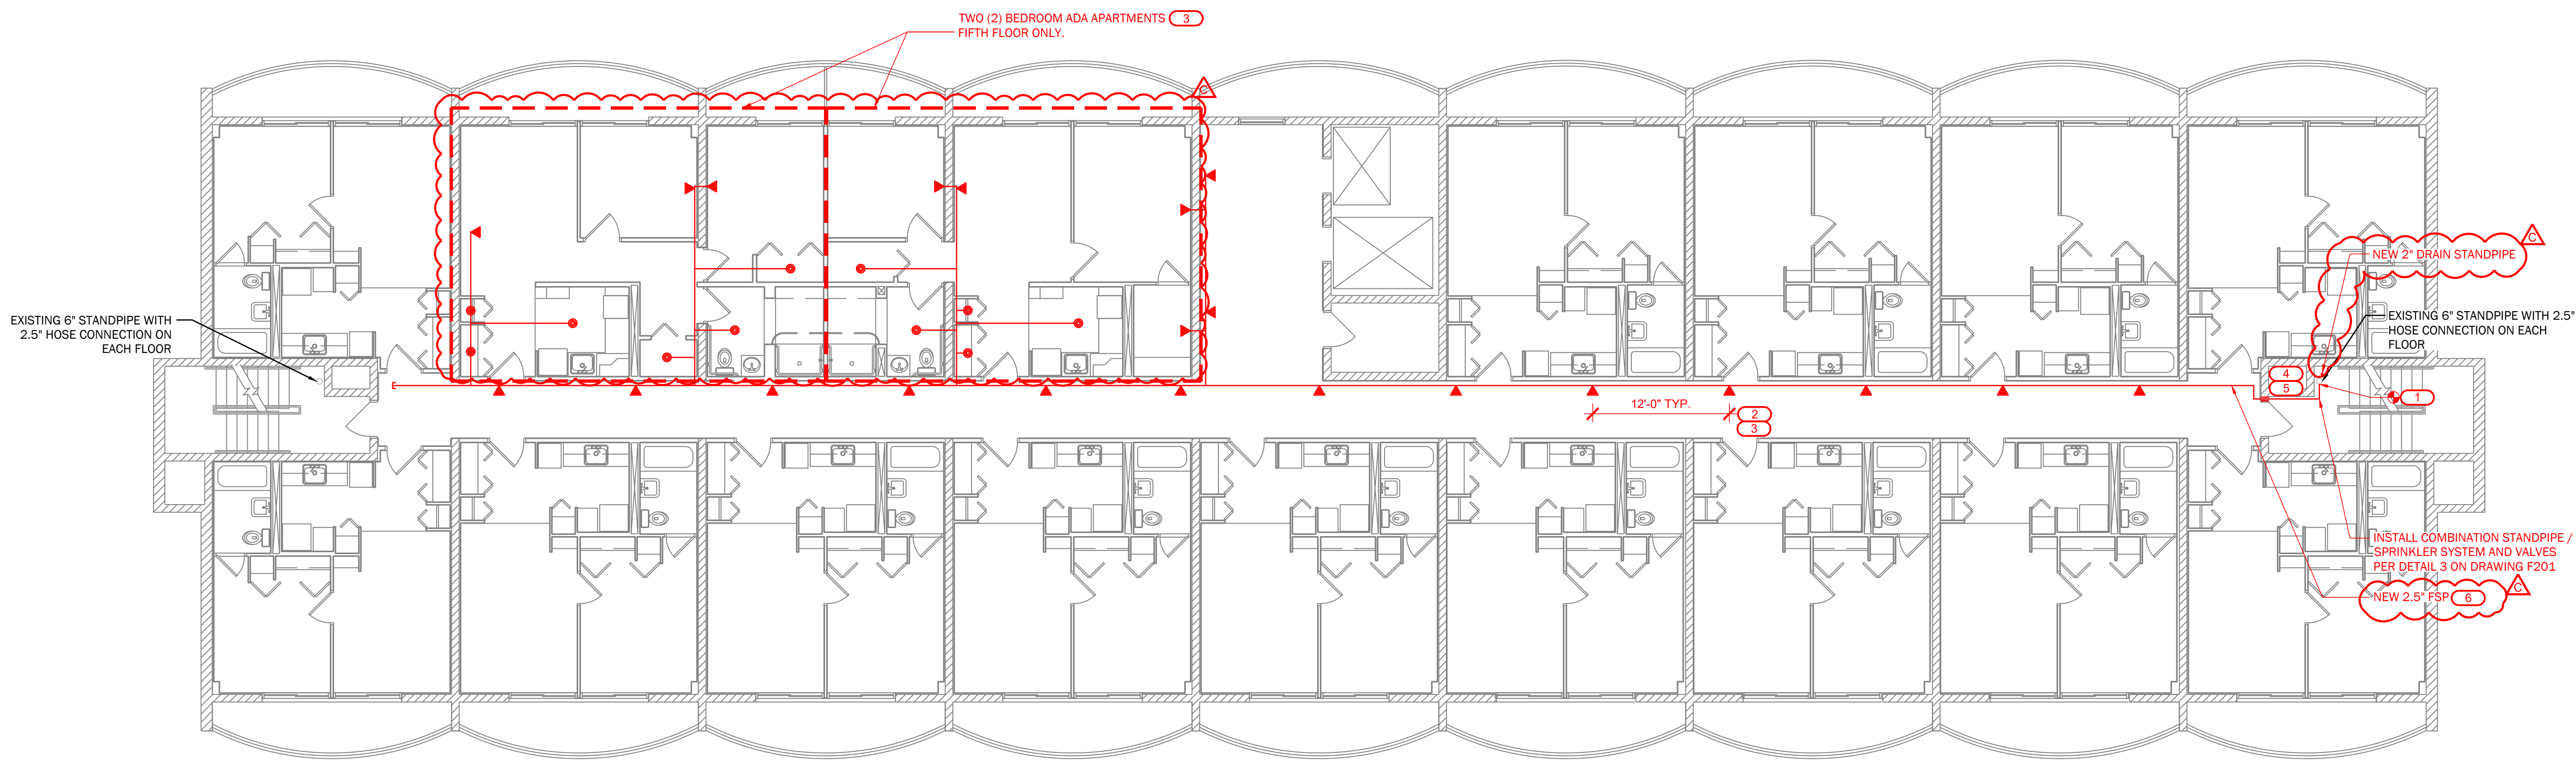 TWO (2) BEDROOM ADA APARTMENTS 3
FIFTH FLOOR ONLY.
C
C
NEW 2" DRAIN STANDPIPE
EXISTING 6" STANDPIPE WITH
2.5" HOSE CONNECTION ON
EACH FLOOR
EXISTING 6" STANDPIPE WITH 2.5"
HOSE CONNECTION ON EACH
FLOOR
4
5
1
12'-0" TYP.
2
3
INSTALL COMBINATION STANDPIPE /
SPRINKLER SYSTEM AND VALVES
PER DETAIL 3 ON DRAWING F201
C
NEW 2.5" FSP 6